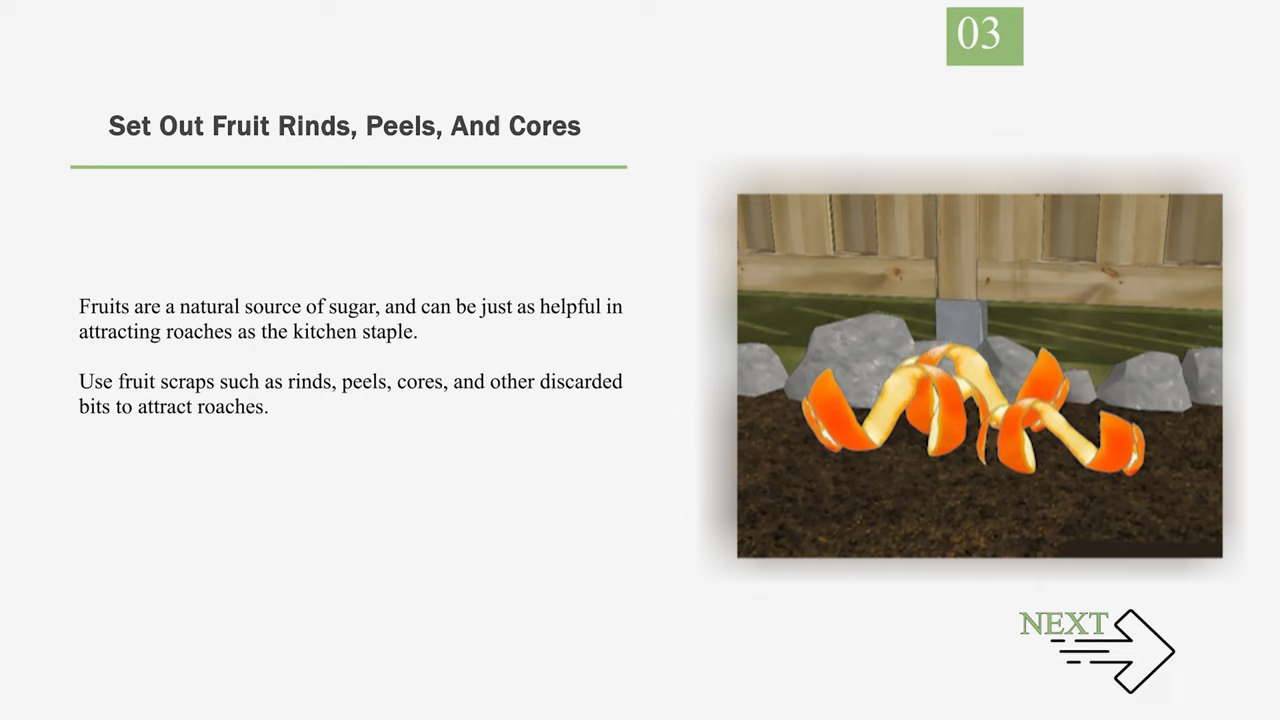 03
Set Out Fruit Rinds, Peels, And Cores
Fruits are a natural source of sugar, and can be just as helpful in
attracting roaches as the kitchen staple.
Use fruit scraps such as rinds, peels, cores, and other discarded
bits to attract roaches.
NEXT